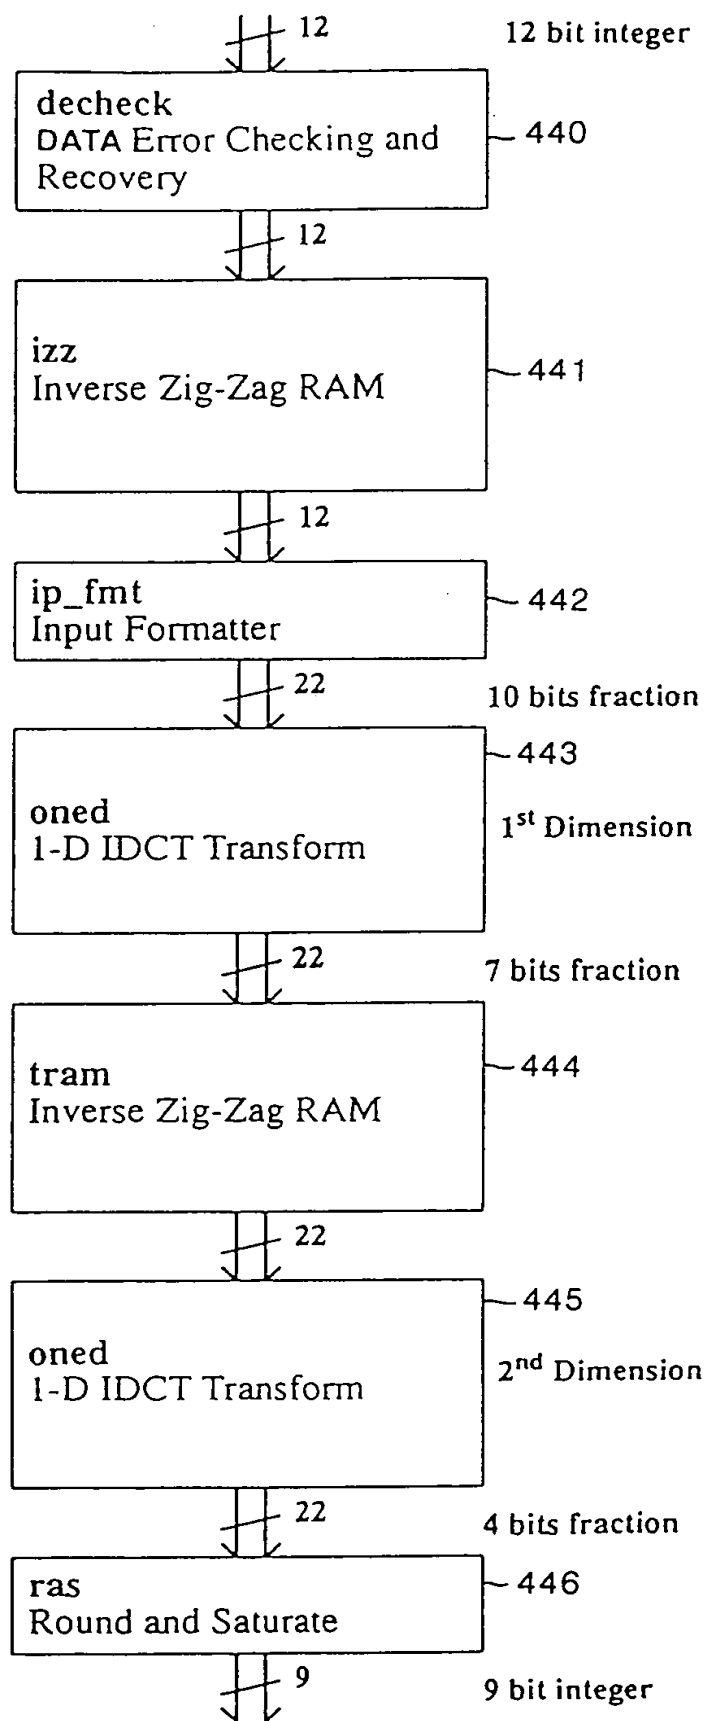 12 12 bit integer
decheck
DATA Error Checking and
Recovery
440
12
izz
Inverse Zig-Zag RAM
441
12
ip_fmt
Input Formatter
442
22 10 bits fraction
443
oned
1-D IDCT Transform
1st Dimension
22 7 bits fraction
tram
Inverse Zig-Zag RAM
444
22
445
oned
1-D IDCT Transform
2nd Dimension
22 4 bits fraction
ras
Round and Saturate
446
9 9 bit integer